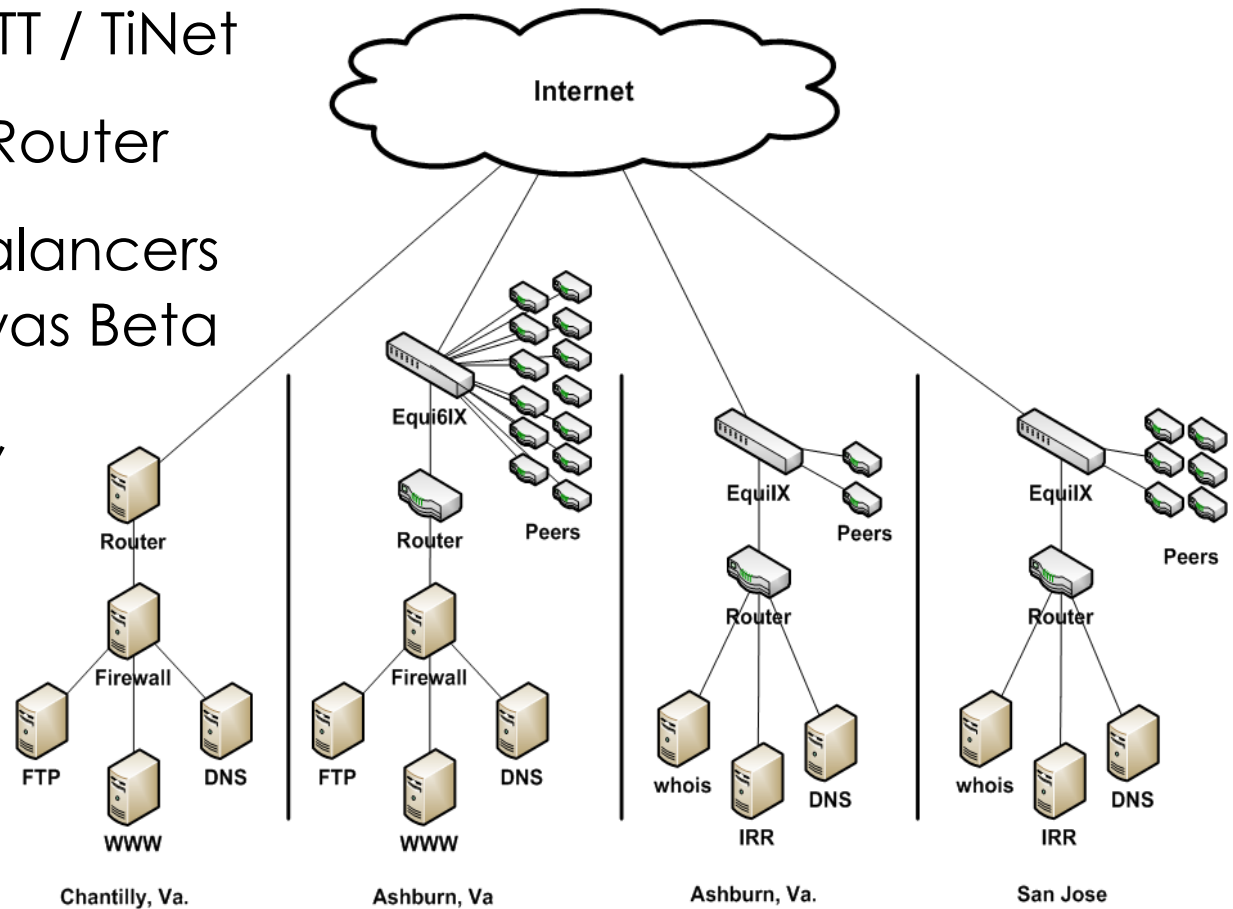 TT / TiNet
Router
alancers
vas Beta
Internet
Equi6IX
Router
Peers
Router
Firewall
FTP
DNS
WWW
Chantilly, Va.
Firewall
FTP
DNS
WWW
Ashburn, Va
EquiIX
Peers
Router
whois
IRR
DNS
Ashburn, Va.
EquiIX
Peers
Router
whois
IRR
DNS
San Jose